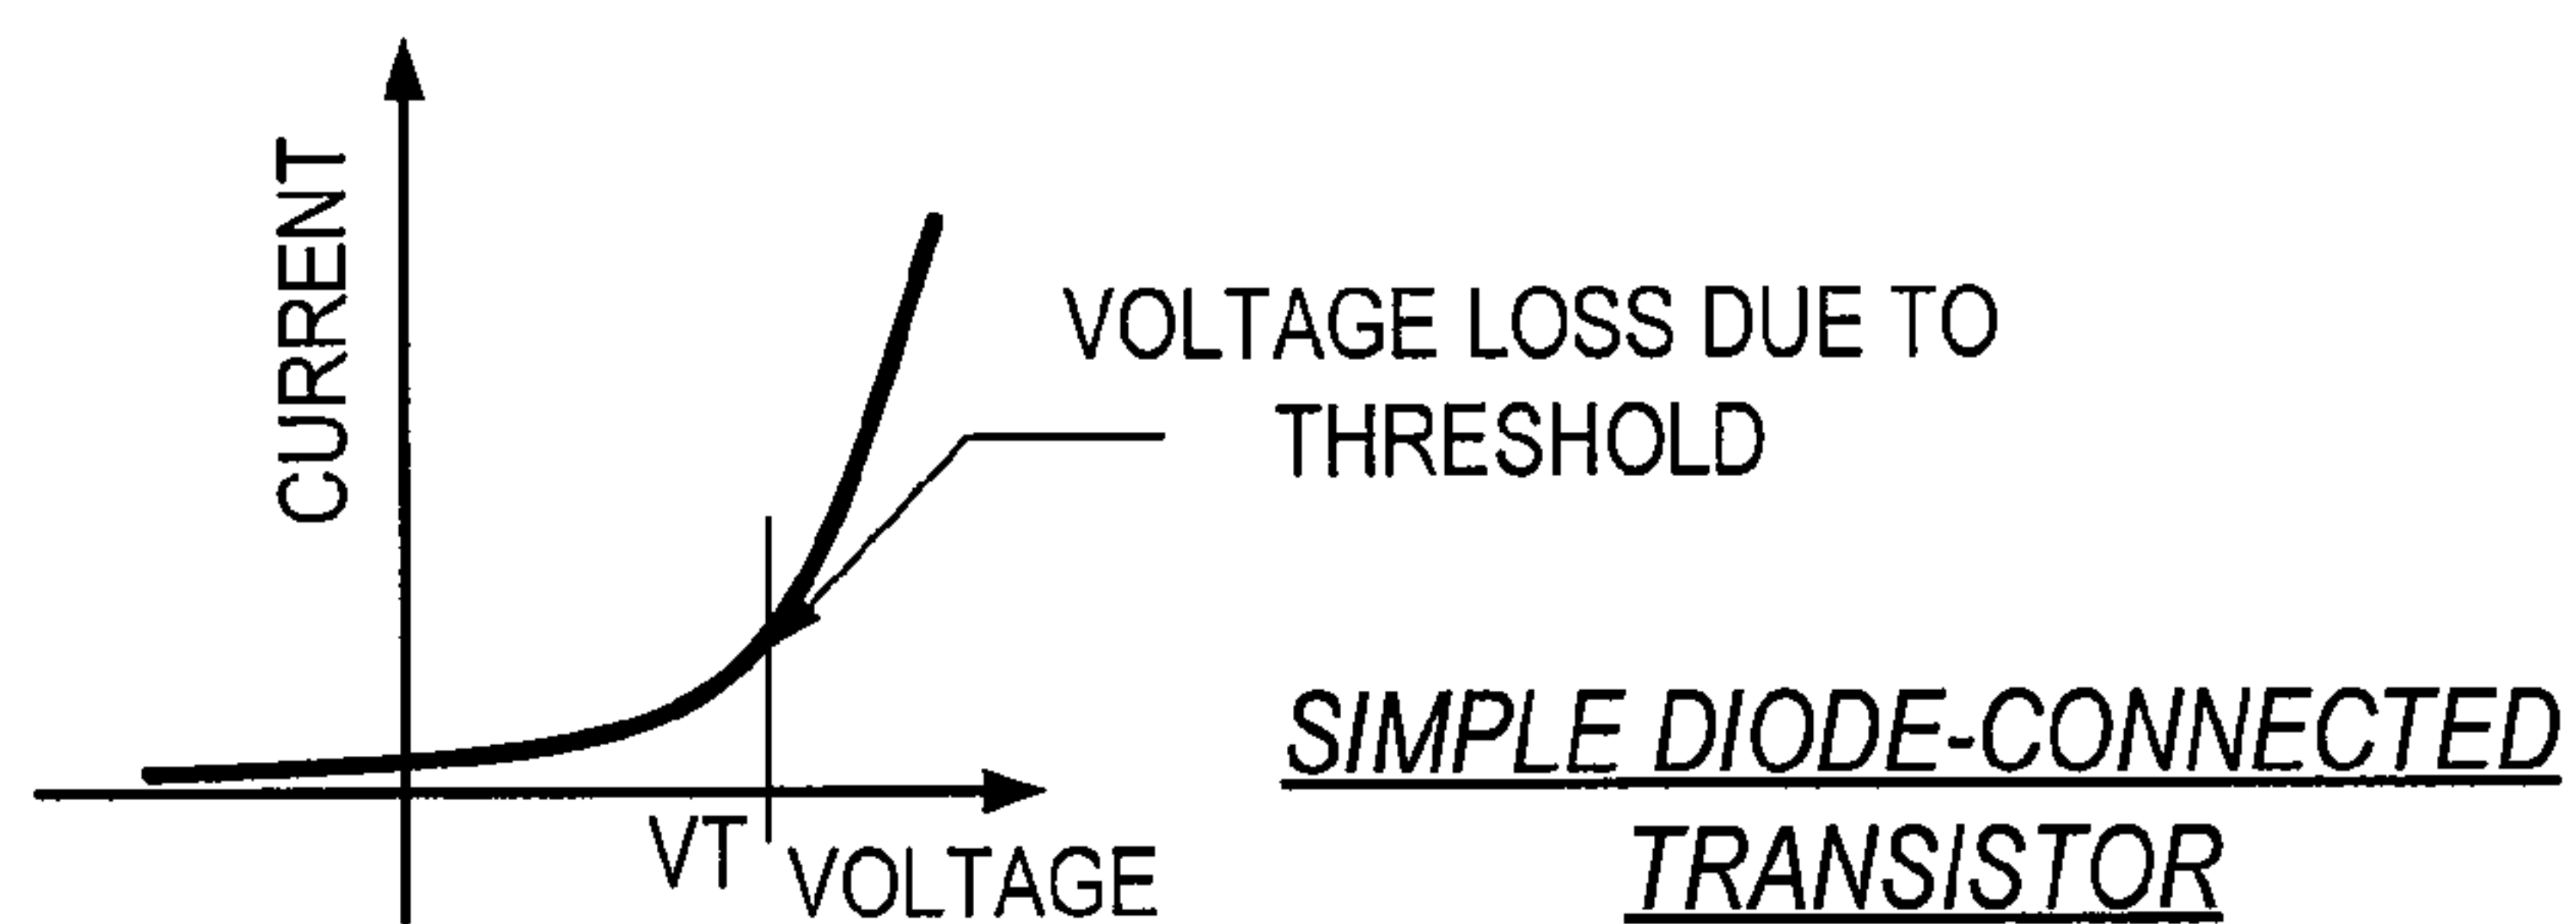 CURRENT
VOLTAGE LOSS DUE TO
THRESHOLD
VT
VOLTAGE
SIMPLE DIODE-CONNECTED
TRANSISTOR